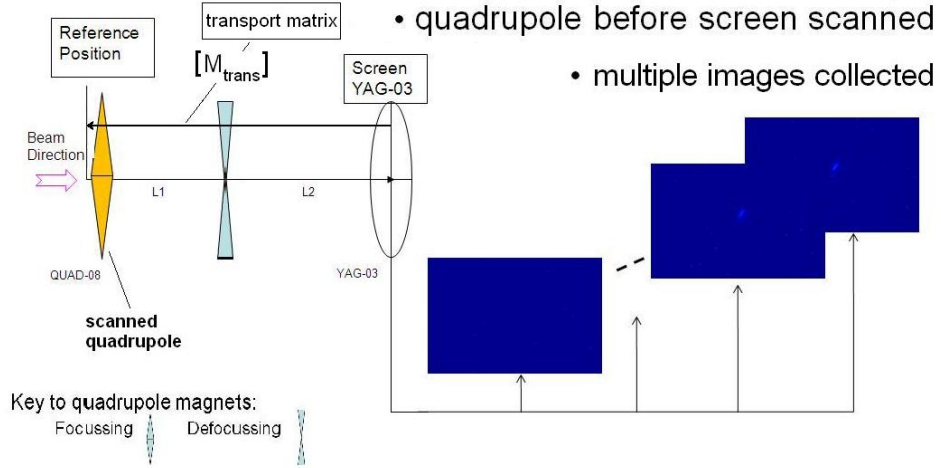 • quadrupole before screen scanned
• multiple images collected
transport matrix
Reference
Position
[M_trans]
Screen
YAG-03
Beam
Direction
L1
L2
QUAD-08
YAG-03
scanned
quadrupole
Key to quadrupole magnets:
Focussing
Defocussing